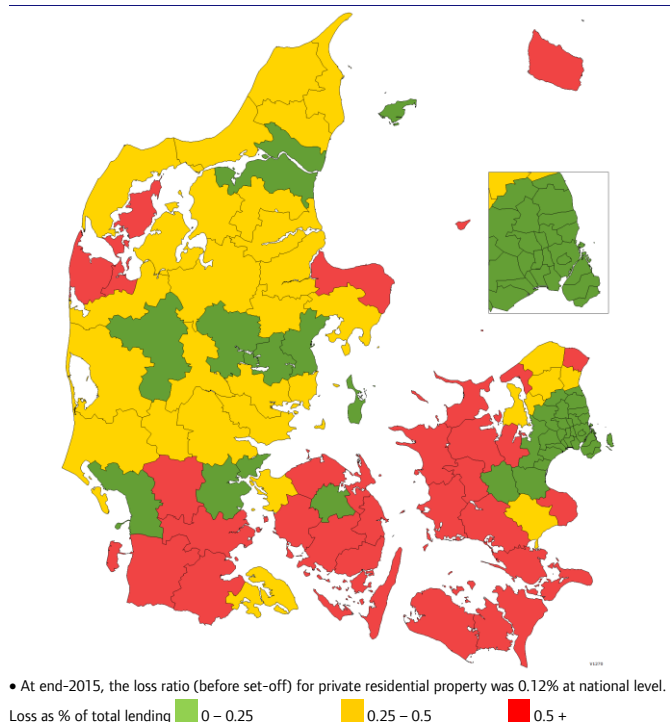 • At end-2015, the loss ratio (before set-off) for private residential property was 0.12% at national level.
Loss as % of total lending 0 – 0.25 0.25 – 0.5 0.5 +